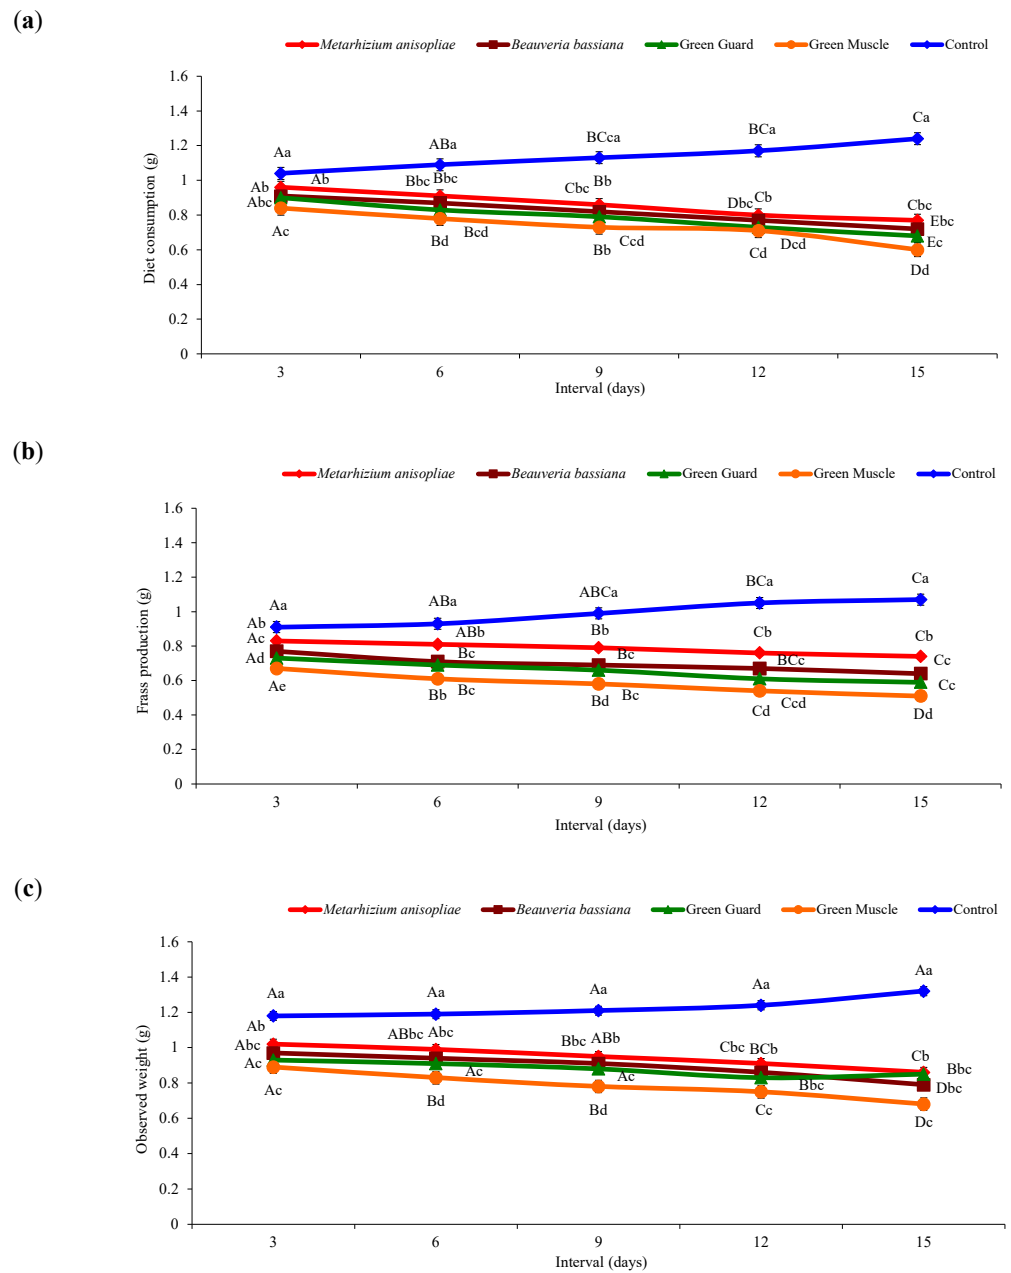 (a)
Metarhizium anisopliae Beauveria bassiana Green Guard Green Muscle Control
Diet consumption (g)
1.6
1.4
1.2
1
0.8
0.6
0.4
0.2
0
Aa ABa BCca BCa Ca
Ab Ab Bbc Bbc Cbc Bb Dbc Cb Cbc
Abc Ebc
Ac Bd Bcd Bb Ccd Cd Dcd Ec
Dd
3 6 9 12 15
Interval (days)
(b)
Metarhizium anisopliae Beauveria bassiana Green Guard Green Muscle Control
Frass production (g)
1.6
1.4
1.2
1
0.8
0.6
0.4
0.2
0
Aa ABa ABCa BCa Ca
Ab ABb Bb Cb Cb
Ac Bc Bc BCc Cc
Ad Bc Bc Ccd Cc
Ae Bb Bd Cd Dd
3 6 9 12 15
Interval (days)
(c)
Metarhizium anisopliae Beauveria bassiana Green Guard Green Muscle Control
Observed weight (g)
1.6
1.4
1.2
1
0.8
0.6
0.4
0.2
0
Aa Aa Aa Aa Aa
Ab ABbc Abc Bbc ABb Cbc BCb Cb Bbc
Abc
Ac Ac Ac Bbc Dbc
Ac Bd Bd Cc Dc
3 6 9 12 15
Interval (days)